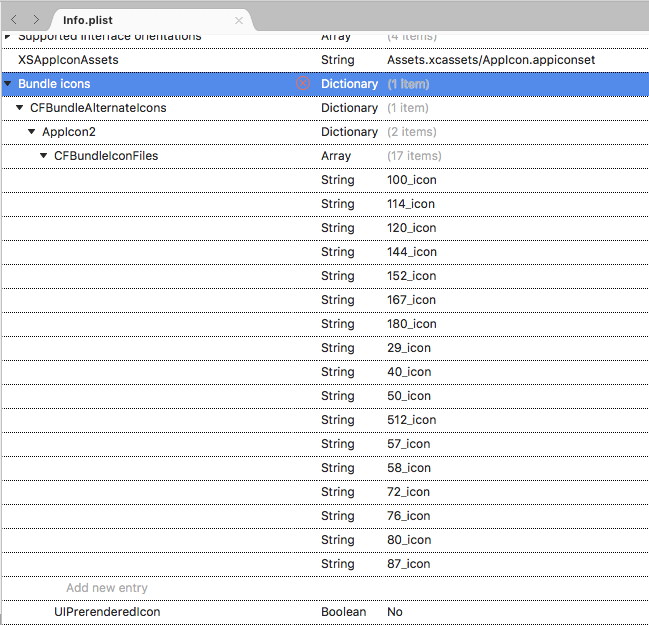 Info.plist
Supported interface orientations Array (4 items)
XSAppIconAssets String Assets.xcassets/AppIcon.appiconset
Bundle icons Dictionary (1 item)
CFBundleAlternateIcons Dictionary (1 item)
AppIcon2 Dictionary (2 items)
CFBundleIconFiles Array (17 items)
String 100_icon
String 114_icon
String 120_icon
String 144_icon
String 152_icon
String 167_icon
String 180_icon
String 29_icon
String 40_icon
String 50_icon
String 512_icon
String 57_icon
String 58_icon
String 72_icon
String 76_icon
String 80_icon
String 87_icon
Add new entry
UIPrerenderedIcon Boolean No